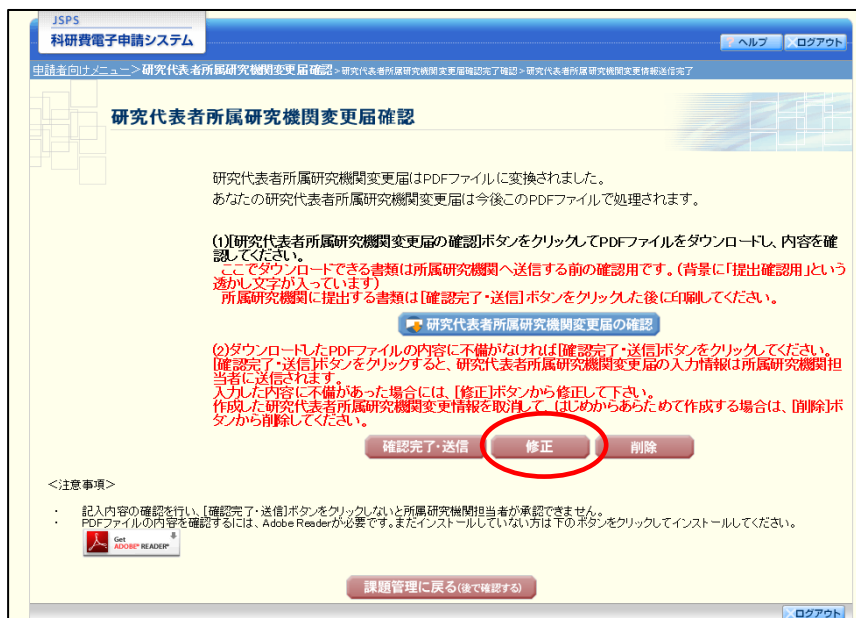 JSPS
科研費電子申請システム
ヘルプ
ログアウト
申請者向けメニュー>研究代表者所属研究機関変更届確認>研究代表者所属研究機関変更届確認完了確認>研究代表者所属研究機関変更情報送信完了
研究代表者所属研究機関変更届確認
研究代表者所属研究機関変更届はPDFファイルに変換されました。
あなたの研究代表者所属研究機関変更届は今後このPDFファイルで処理されます。
(1)[研究代表者所属研究機関変更届の確認]ボタンをクリックしてPDFファイルをダウンロードし、内容を確
認してください。
ここでダウンロードできる書類は所属研究機関へ送信する前の確認用です。(背景に「提出確認用」という
透かし文字が入っています)
所属研究機関に提出する書類は[確認完了・送信]ボタンをクリックした後に印刷してください。
研究代表者所属研究機関変更届の確認
(2)ダウンロードしたPDFファイルの内容に不備がなければ[確認完了・送信]ボタンをクリックしてください。
[確認完了・送信]ボタンをクリックすると、研究代表者所属研究機関変更届の入力情報は所属研究機関担
当者に送信されます。
入力した内容に不備があった場合には、[修正]ボタンから修正して下さい。
作成した研究代表者所属研究機関変更情報を取消して、はじめからあらためて作成する場合は、[削除]ボ
タンから削除してください。
確認完了・送信
修正
削除
<注意事項>
・ 記入内容の確認を行い、[確認完了・送信]ボタンをクリックしないと所属研究機関担当者が承認できません。
・ PDFファイルの内容を確認するには、Adobe Readerが必要です。まだインストールしていない方は下のボタンをクリックしてインストールしてください。
Get
ADOBE® READER®
課題管理に戻る(後で確認する)
ログアウト